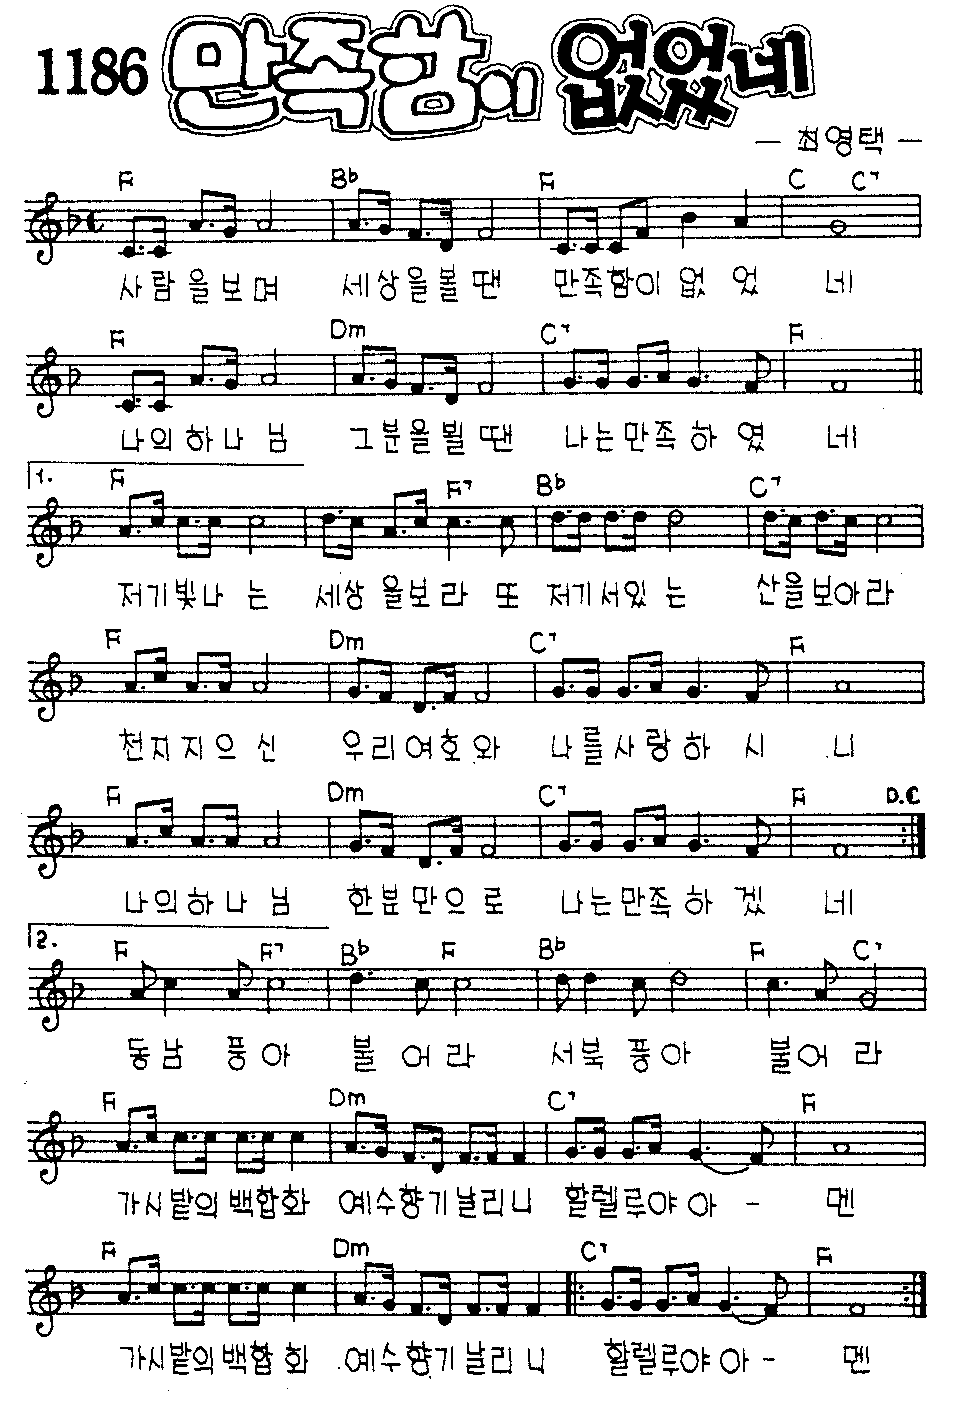 1186 만족함이 없었네
— 최영택 —
F B♭ F C C7
사람을보며 세상을볼땐 만족함이 없 었 네
F Dm C7 F
나의하나 님 그분을뵐 땐 나는만족 하 였 네
1. F F7 B♭ C7
저기빛나 는 세상 을보 라 또 저기서있 는 산을보아라
F Dm C7 F
천지지으 신 우리여호 와 나를사랑하 시 니
F Dm C7 F D.C
나의하나 님 한분만으 로 나는만족하 겠 네
2. F F7 B♭ F B♭ F C7
동남 풍아 불 어 라 서북 풍아 불어 라
F Dm C7 F
가시밭의백합화 예수향기날리니 할렐루야 아 - 멘
F Dm C7 F
가시밭의백합 화 예수향기 날리 니 할렐루야 아 - 멘